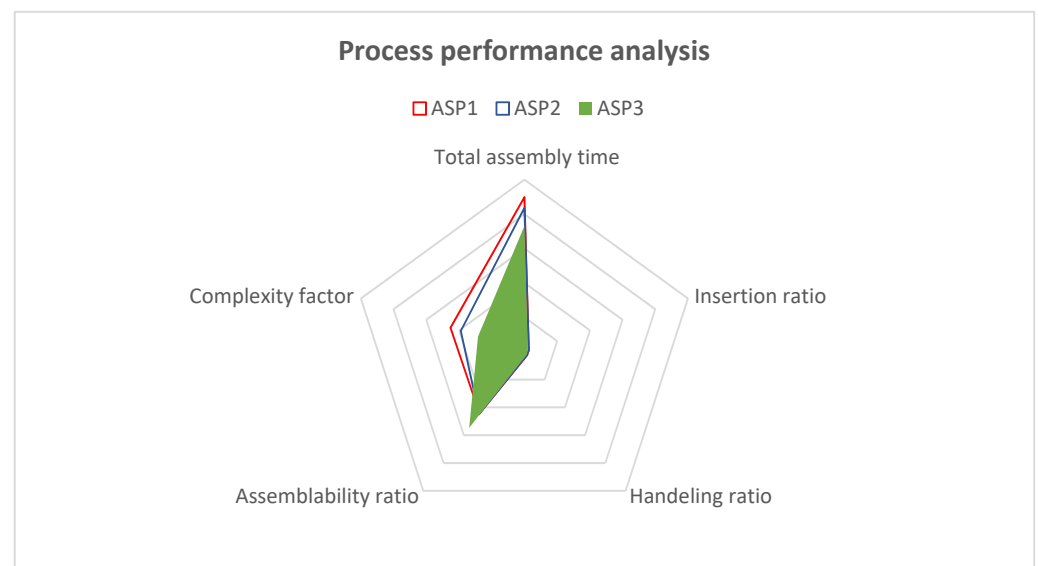 Process performance analysis
ASP1 ASP2 ASP3
Total assembly time
Complexity factor
Insertion ratio
Assemblability ratio
Handeling ratio